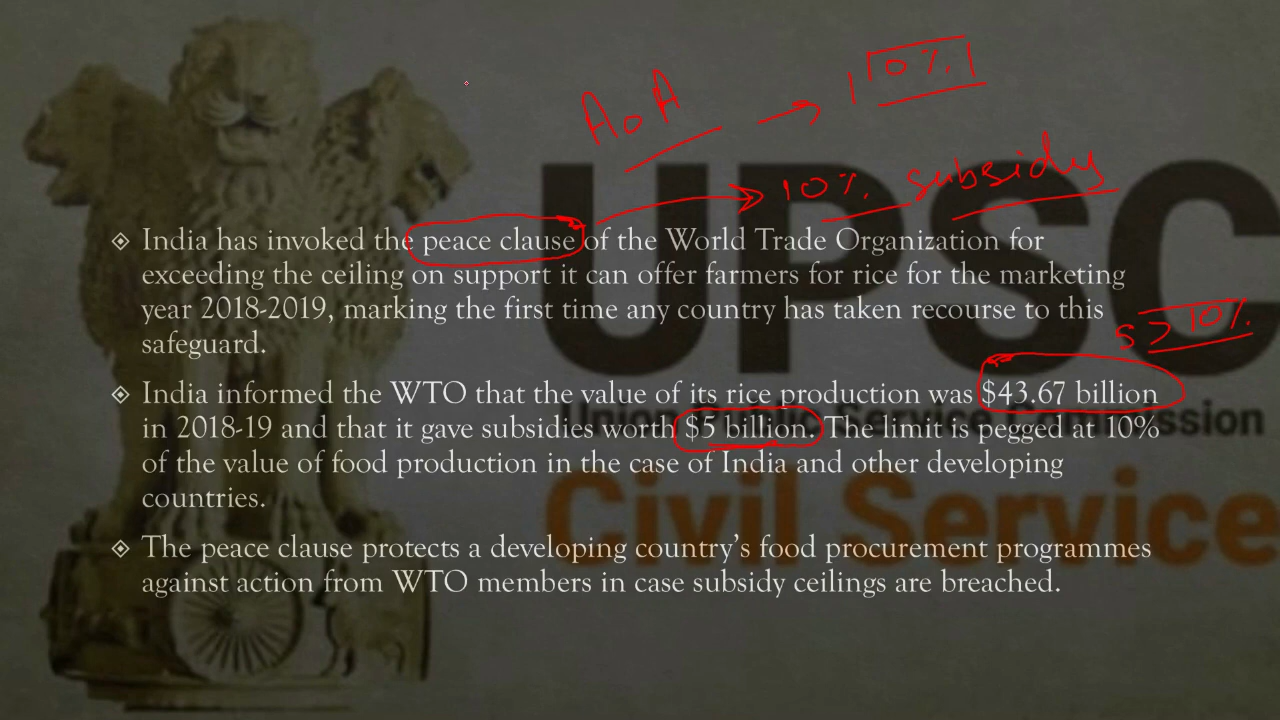 AoA → 10%
10% subsidy
◈ India has invoked the peace clause of the World Trade Organization for
exceeding the ceiling on support it can offer farmers for rice for the marketing
year 2018-2019, marking the first time any country has taken recourse to this
safeguard.
5 > 10%
◈ India informed the WTO that the value of its rice production was $43.67 billion
in 2018-19 and that it gave subsidies worth $5 billion. The limit is pegged at 10%
of the value of food production in the case of India and other developing
countries.
◈ The peace clause protects a developing country's food procurement programmes
against action from WTO members in case subsidy ceilings are breached.
UPSC
Union Public Service Commission
Civil Service